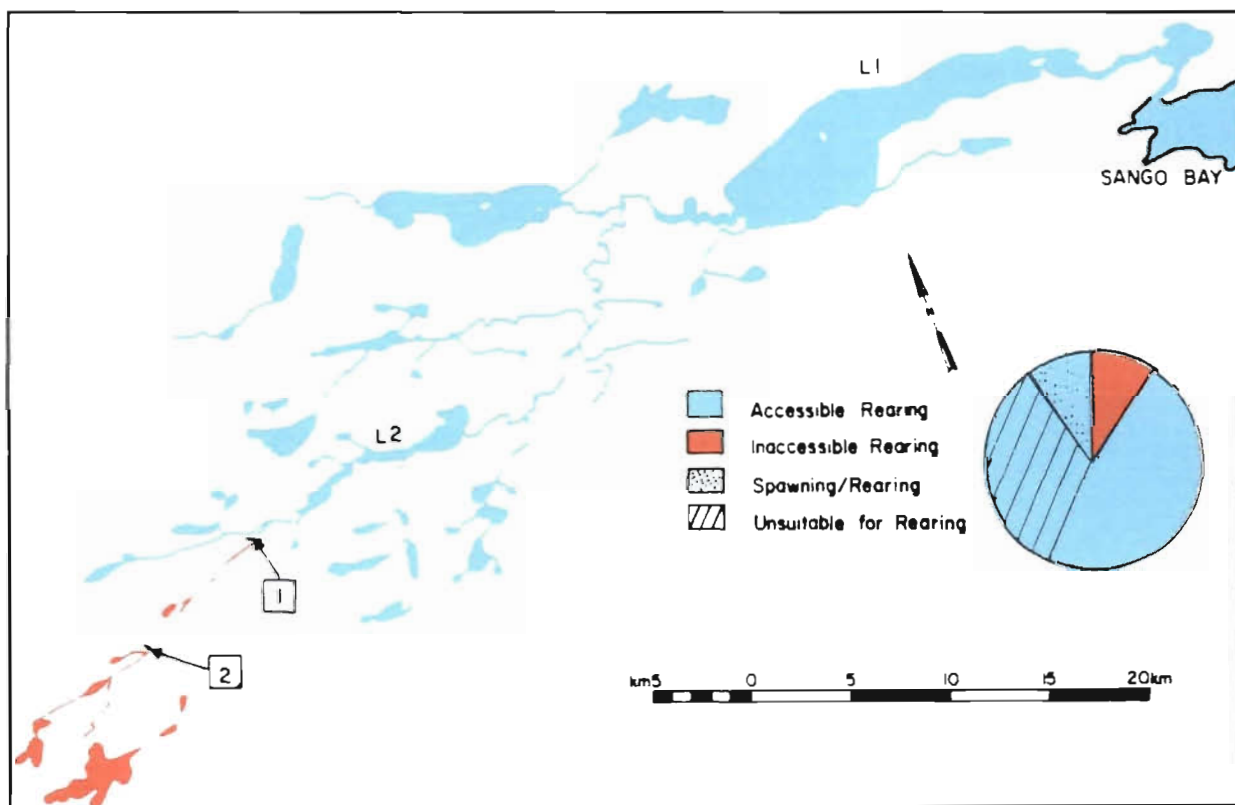 L1
SANGO BAY
L2
Accessible Rearing
Inaccessible Rearing
Spawning/Rearing
Unsuitable for Rearing
1
2
km5 0 5 10 15 20km